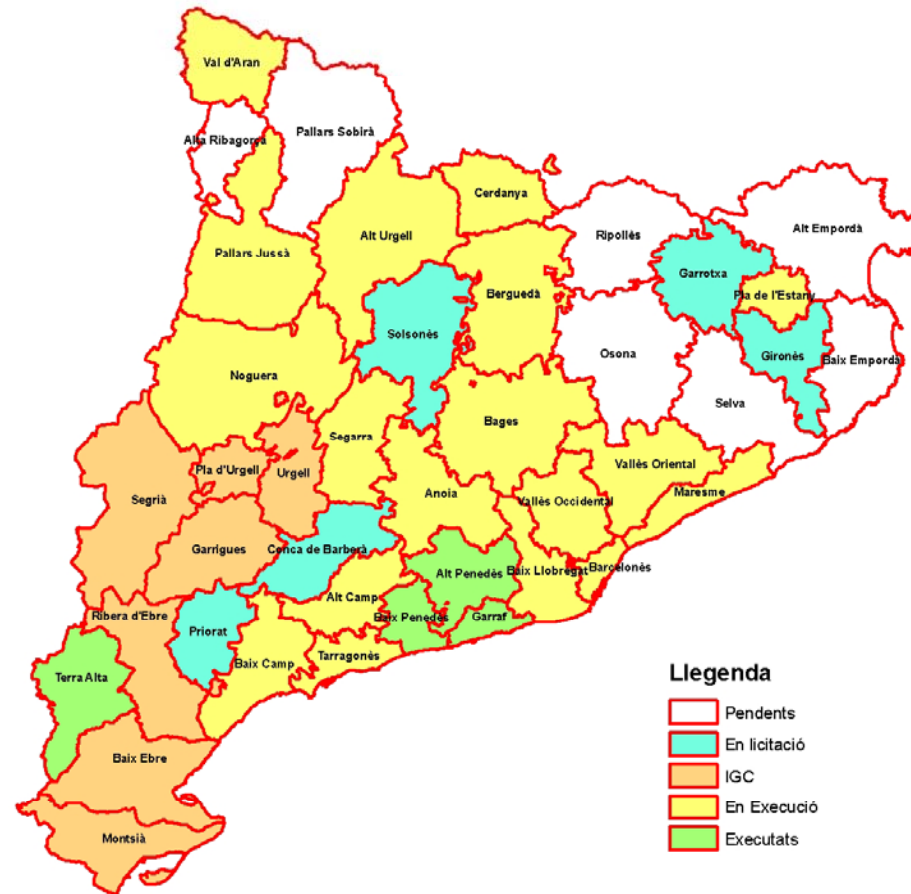 Val d'Aran
Alta Ribagorça
Pallars Sobirà
Cerdanya
Alt Urgell
Ripollès
Alt Empordà
Pallars Jussà
Garrotxa
Berguedà
Pla de l'Estany
Solsonès
Osona
Gironès
Baix Empordà
Noguera
Selva
Bages
Segarra
Vallès Oriental
Pla d'Urgell
Urgell
Segrià
Anoia
Vallès Occidental
Maresme
Garrigues
Conca de Barberà
Alt Penedès
Baix Llobregat
Barcelonès
Alt Camp
Ribera d'Ebre
Baix Penedès
Garraf
Priorat
Tarragonès
Baix Camp
Terra Alta
Baix Ebre
Montsià
Llegenda
Pendents
En licitació
IGC
En Execució
Executats